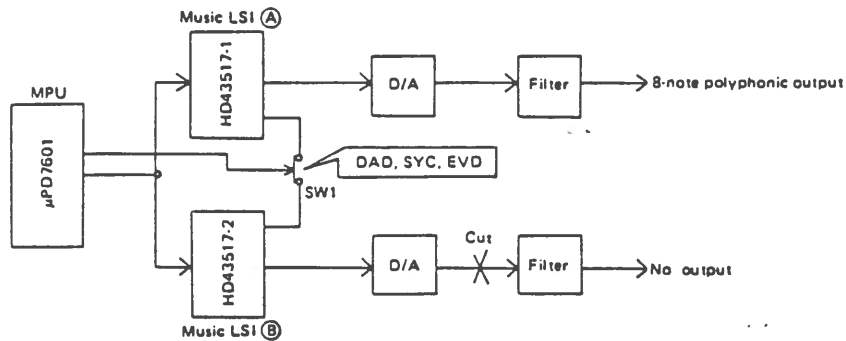 Music LSI Ⓐ
HD43517-1
D/A
Filter
8-note polyphonic output
MPU
μPD7601
DAD, SYC, EVD
SW1
HD43517-2
D/A
Cut
Filter
No output
Music LSI Ⓑ